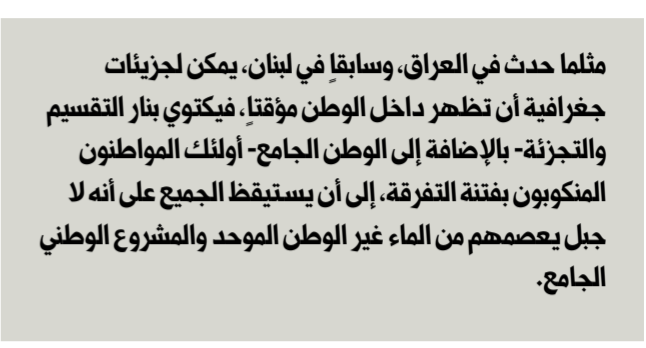 مثلما حدث في العراق، وسابقاٍ في لبنان، يمكن لجزيئات
جغرافية أن تظهر داخل الوطن مؤقتاٍ، فيكتوي بنار التقسيم
والتجزئة- بالإضافة إلى الوطن الجامع- أولئك المواطنون
المنكوبون بفتنة التفرقة، إلى أن يستيقظ الجميع على أنه لا
جبل يعصمهم من الماء غير الوطن الموحد والمشروع الوطني
الجامع.